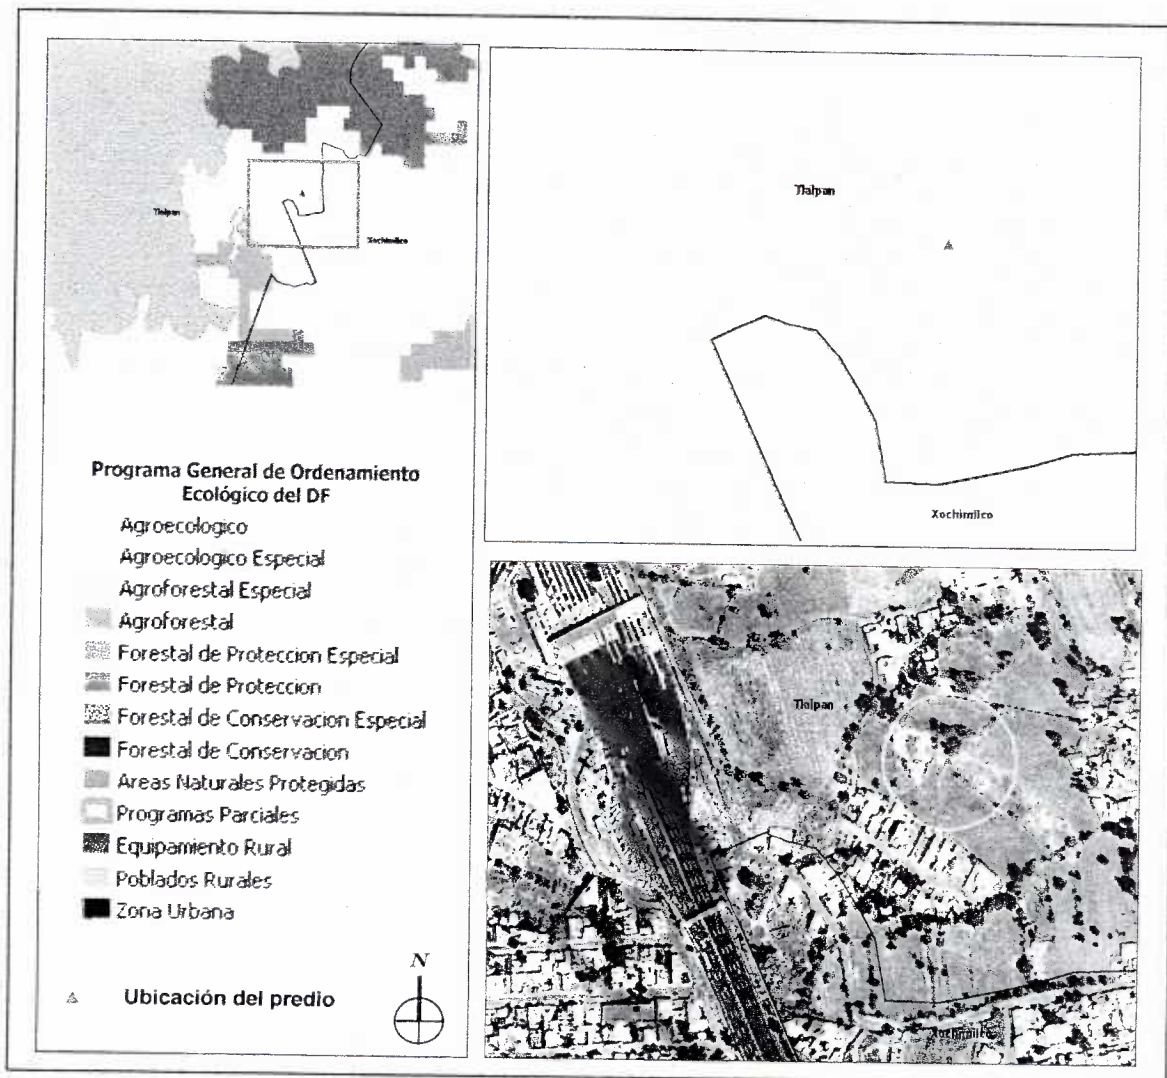 Tlalpan
Xochimilco
Programa General de Ordenamiento
Ecológico del DF
Agroecologico
Agroecologico Especial
Agroforestal Especial
Agroforestal
Forestal de Proteccion Especial
Forestal de Proteccion
Forestal de Conservacion Especial
Forestal de Conservacion
Areas Naturales Protegidas
Programas Parciales
Equipamiento Rural
Poblados Rurales
Zona Urbana
Ubicación del predio
N
Tlalpan
Xochimilco
Tlalpan
Xochimilco